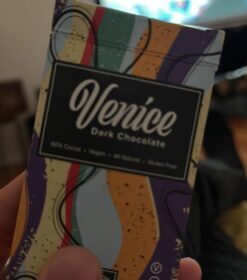 Venice
Dark Chocolate
60% Cacao • Vegan • All Natural • Gluten Free